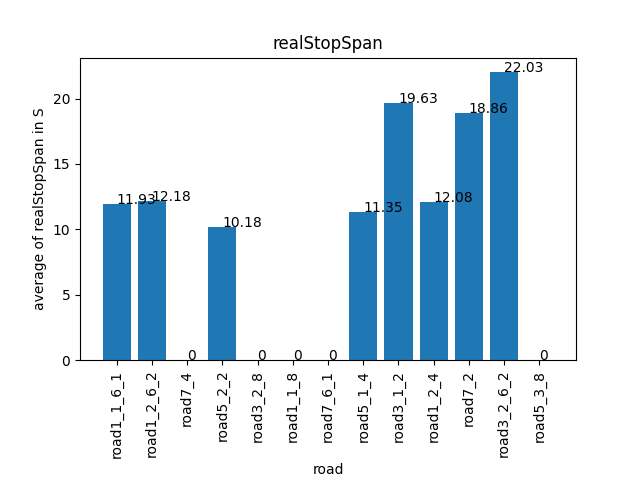 realStopSpan
average of realStopSpan in S
20
15
10
5
0
11.93
12.18
0
10.18
0
0
0
11.35
19.63
12.08
18.86
22.03
0
road1_1_6_1
road1_2_6_2
road7_4
road5_2_2
road3_2_8
road1_1_8
road7_6_1
road5_1_4
road3_1_2
road1_2_4
road7_2
road3_2_6_2
road5_3_8
road